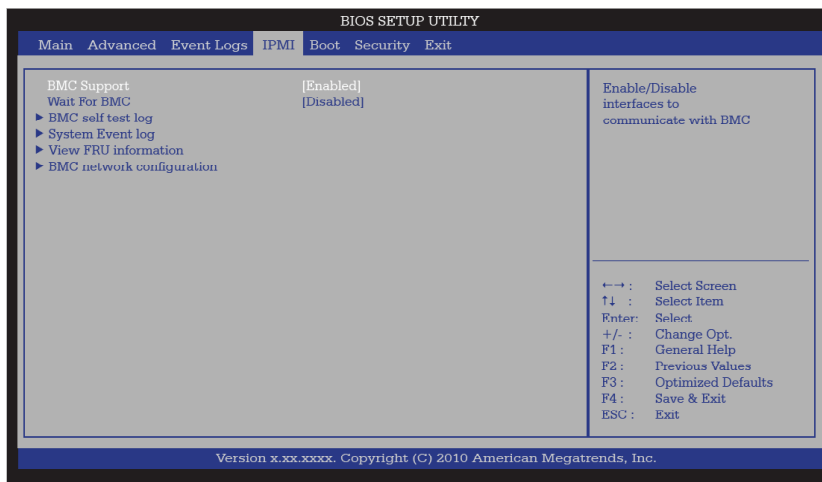 BIOS SETUP UTILTY
Main Advanced Event Logs IPMI Boot Security Exit
BMC Support [Enabled]
Wait For BMC [Disabled]
▶ BMC self test log
▶ System Event log
▶ View FRU information
▶ BMC network configuration
Enable/Disable
interfaces to
communicate with BMC
←→ : Select Screen
↑↓ : Select Item
Enter: Select
+/- : Change Opt.
F1 : General Help
F2 : Previous Values
F3 : Optimized Defaults
F4 : Save & Exit
ESC : Exit
Version x.xx.xxxx. Copyright (C) 2010 American Megatrends, Inc.